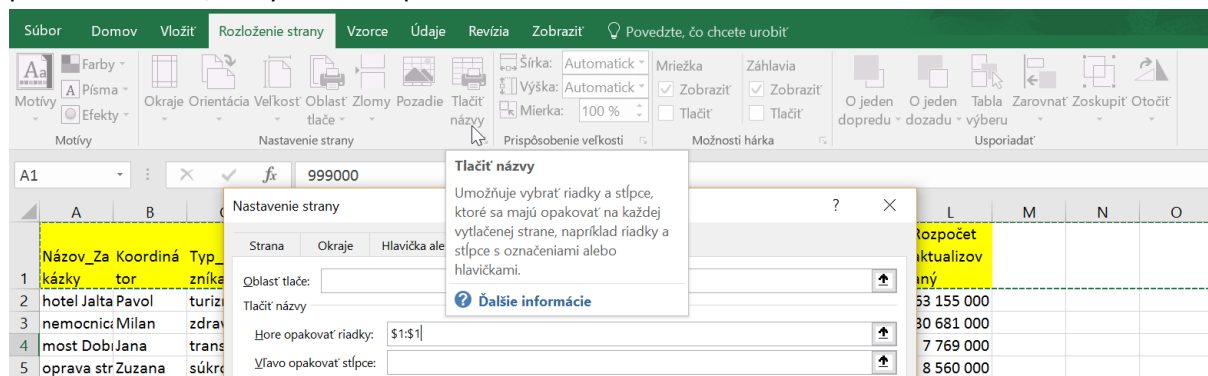 Súbor Domov Vložiť Rozloženie strany Vzorce Údaje Revízia Zobraziť Povedzte, čo chcete urobiť
Motívy
Farby
Písma
Efekty
Motívy
Okraje Orientácia Veľkosť Oblasť tlače Zlomy Pozadie Tlačiť názvy
Nastavenie strany
Šírka: Automatick
Výška: Automatick
Mierka: 100 %
Prispôsobenie veľkosti
Mriežka Záhlavia
Zobraziť Zobraziť
Tlačiť Tlačiť
Možnosti hárka
O jeden dopredu O jeden dozadu Tabla výberu Zarovnať Zoskupiť Otočiť
Usporiadať
A1 fx 999000
Tlačiť názvy
Umožňuje vybrať riadky a stĺpce,
ktoré sa majú opakovať na každej
vytlačenej strane, napríklad riadky a
stĺpce s označeniami alebo
hlavičkami.
Ďalšie informácie
Nastavenie strany ? ×
Strana Okraje Hlavička ale
Oblasť tlače:
Tlačiť názvy
Hore opakovať riadky: $1:$1
Vľavo opakovať stĺpce:
A B L M N O
1 Názov_Za kázky Koordiná tor Typ_ zníka Rozpočet aktualizov aný
2 hotel Jalta Pavol turiz 53 155 000
3 nemocnic Milan zdrav 30 681 000
4 most Dob Jana trans 7 769 000
5 oprava str Zuzana súkr 8 560 000